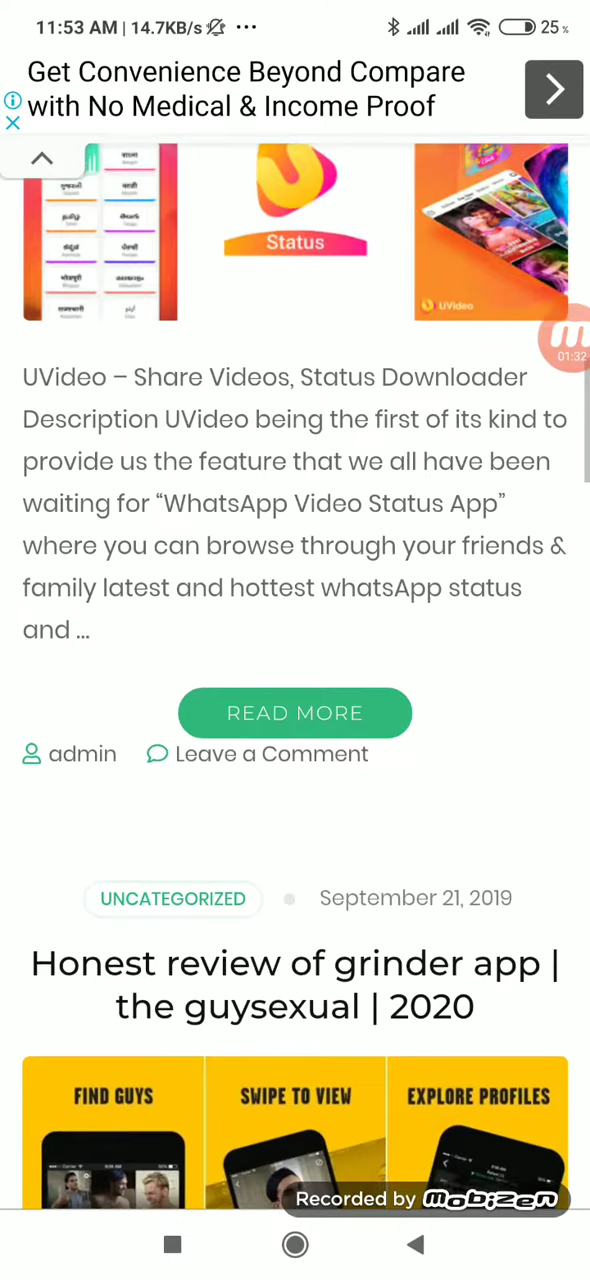 11:53 AM | 14.7KB/s ... 25%
Get Convenience Beyond Compare
with No Medical & Income Proof
Status
UVideo
01:32
UVideo – Share Videos, Status Downloader
Description UVideo being the first of its kind to
provide us the feature that we all have been
waiting for “WhatsApp Video Status App”
where you can browse through your friends &
family latest and hottest whatsApp status
and ...
READ MORE
admin Leave a Comment
UNCATEGORIZED September 21, 2019
Honest review of grinder app |
the guysexual | 2020
FIND GUYS SWIPE TO VIEW EXPLORE PROFILES
Recorded by mobizen